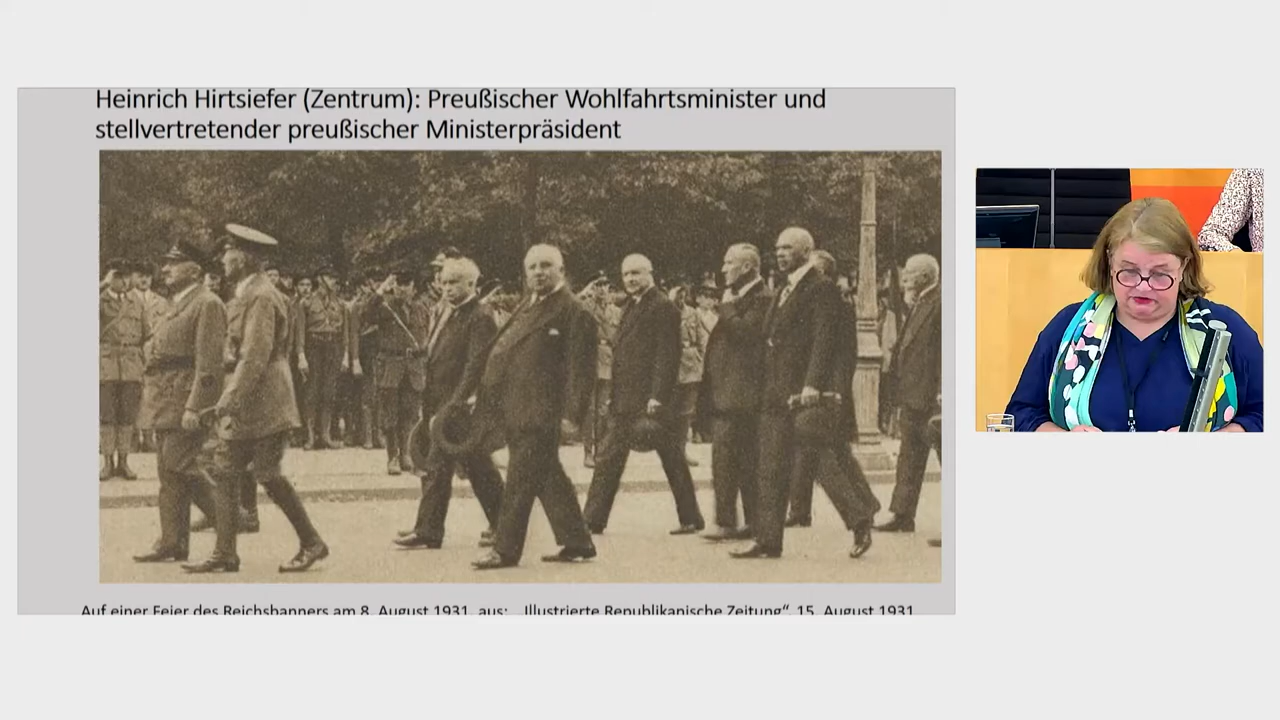 Heinrich Hirtsiefer (Zentrum): Preußischer Wohlfahrtsminister und
stellvertretender preußischer Ministerpräsident
Auf einer Feier des Reichsbanners am 8. August 1931, aus: „Illustrierte Republikanische Zeitung“, 15. August 1931